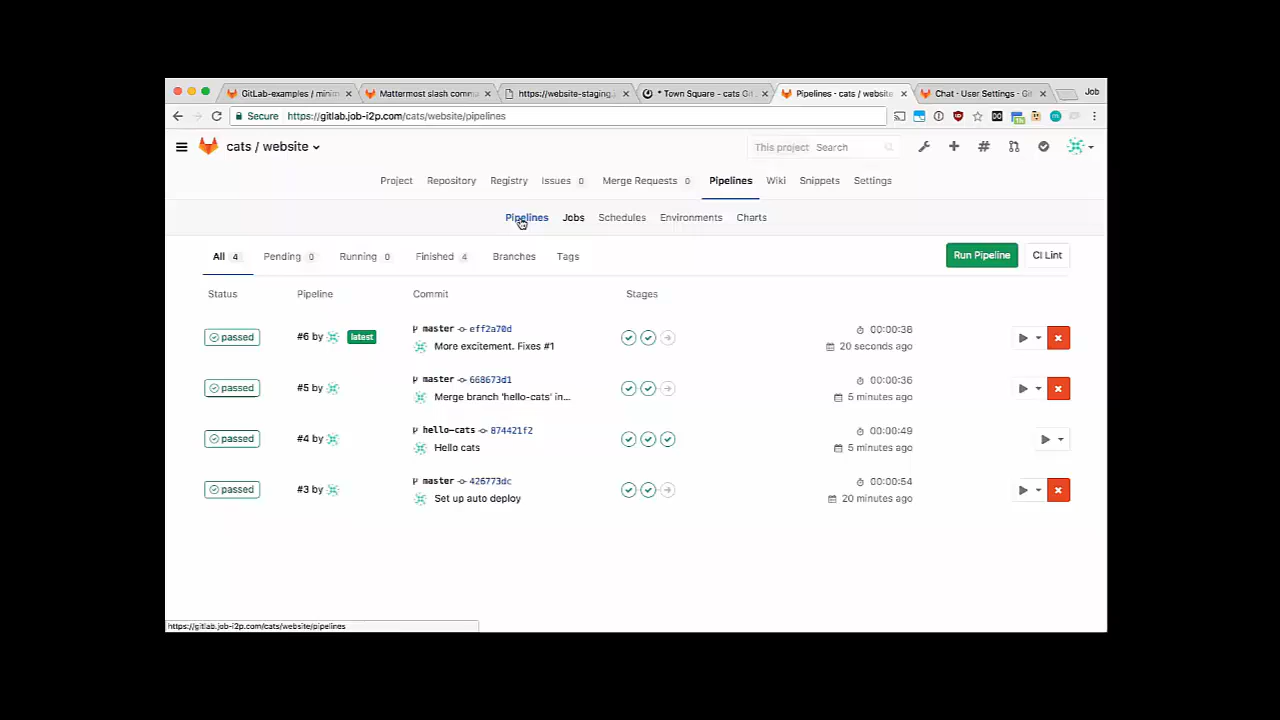 GitLab-examples / minim
Mattermost slash commu
https://website-staging.
* Town Square - cats Git
Pipelines · cats / website
Chat · User Settings · Git
Job
Secure https://gitlab.job-i2p.com/cats/website/pipelines
cats / website
This project Search
Project Repository Registry Issues 0 Merge Requests 0 Pipelines Wiki Snippets Settings
Pipelines Jobs Schedules Environments Charts
All 4 Pending 0 Running 0 Finished 4 Branches Tags Run Pipeline CI Lint
Status Pipeline Commit Stages
passed #6 by latest master eff2a70d 00:00:36
More excitement. Fixes #1 20 seconds ago
passed #5 by master 668673d1 00:00:36
Merge branch 'hello-cats' in... 5 minutes ago
passed #4 by hello-cats 874421f2 00:00:49
Hello cats 5 minutes ago
passed #3 by master 426773dc 00:00:54
Set up auto deploy 20 minutes ago
https://gitlab.job-i2p.com/cats/website/pipelines